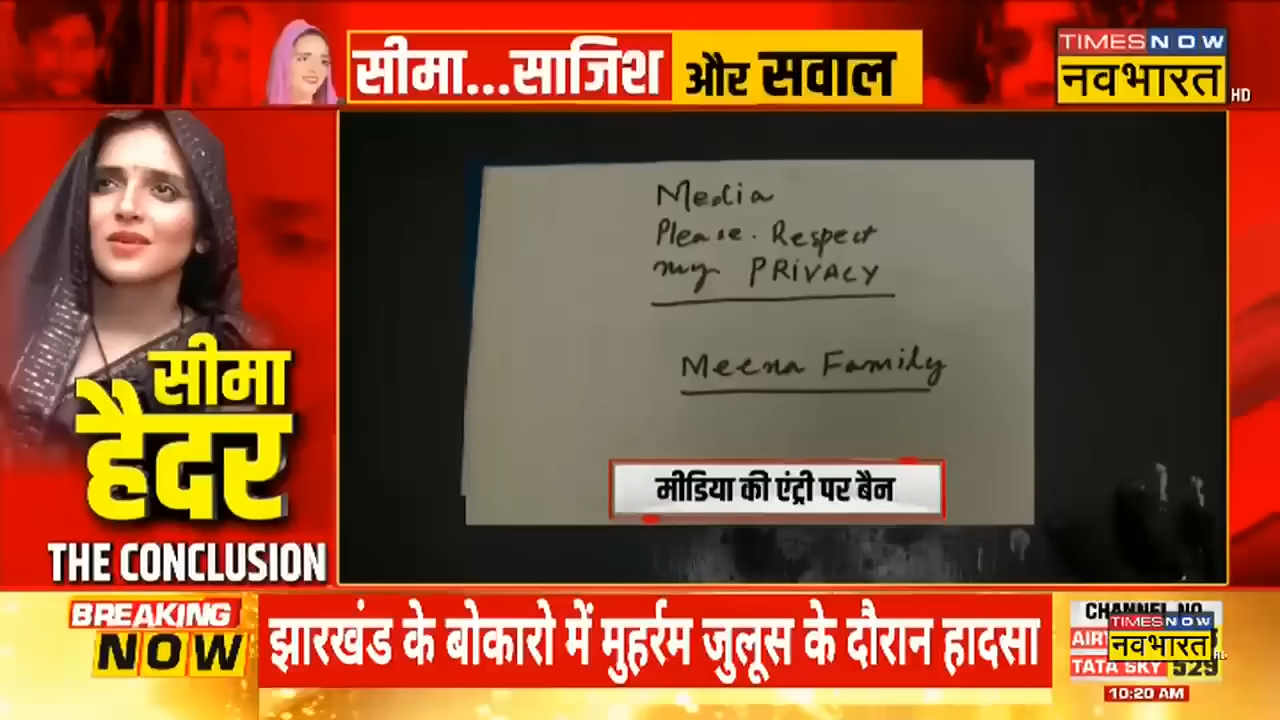 सीमा...साजिश और सवाल
TIMES NOW
नवभारत HD
Media
Please. Respect
my PRIVACY
Meena Family
मीडिया की एंट्री पर बैन
सीमा
हैदर
THE CONCLUSION
BREAKING
NOW
झारखंड के बोकारो में मुहर्रम जुलूस के दौरान हादसा
CHANNEL NO.
TIMES NOW
नवभारत
TATA SKY 525
10:20 AM